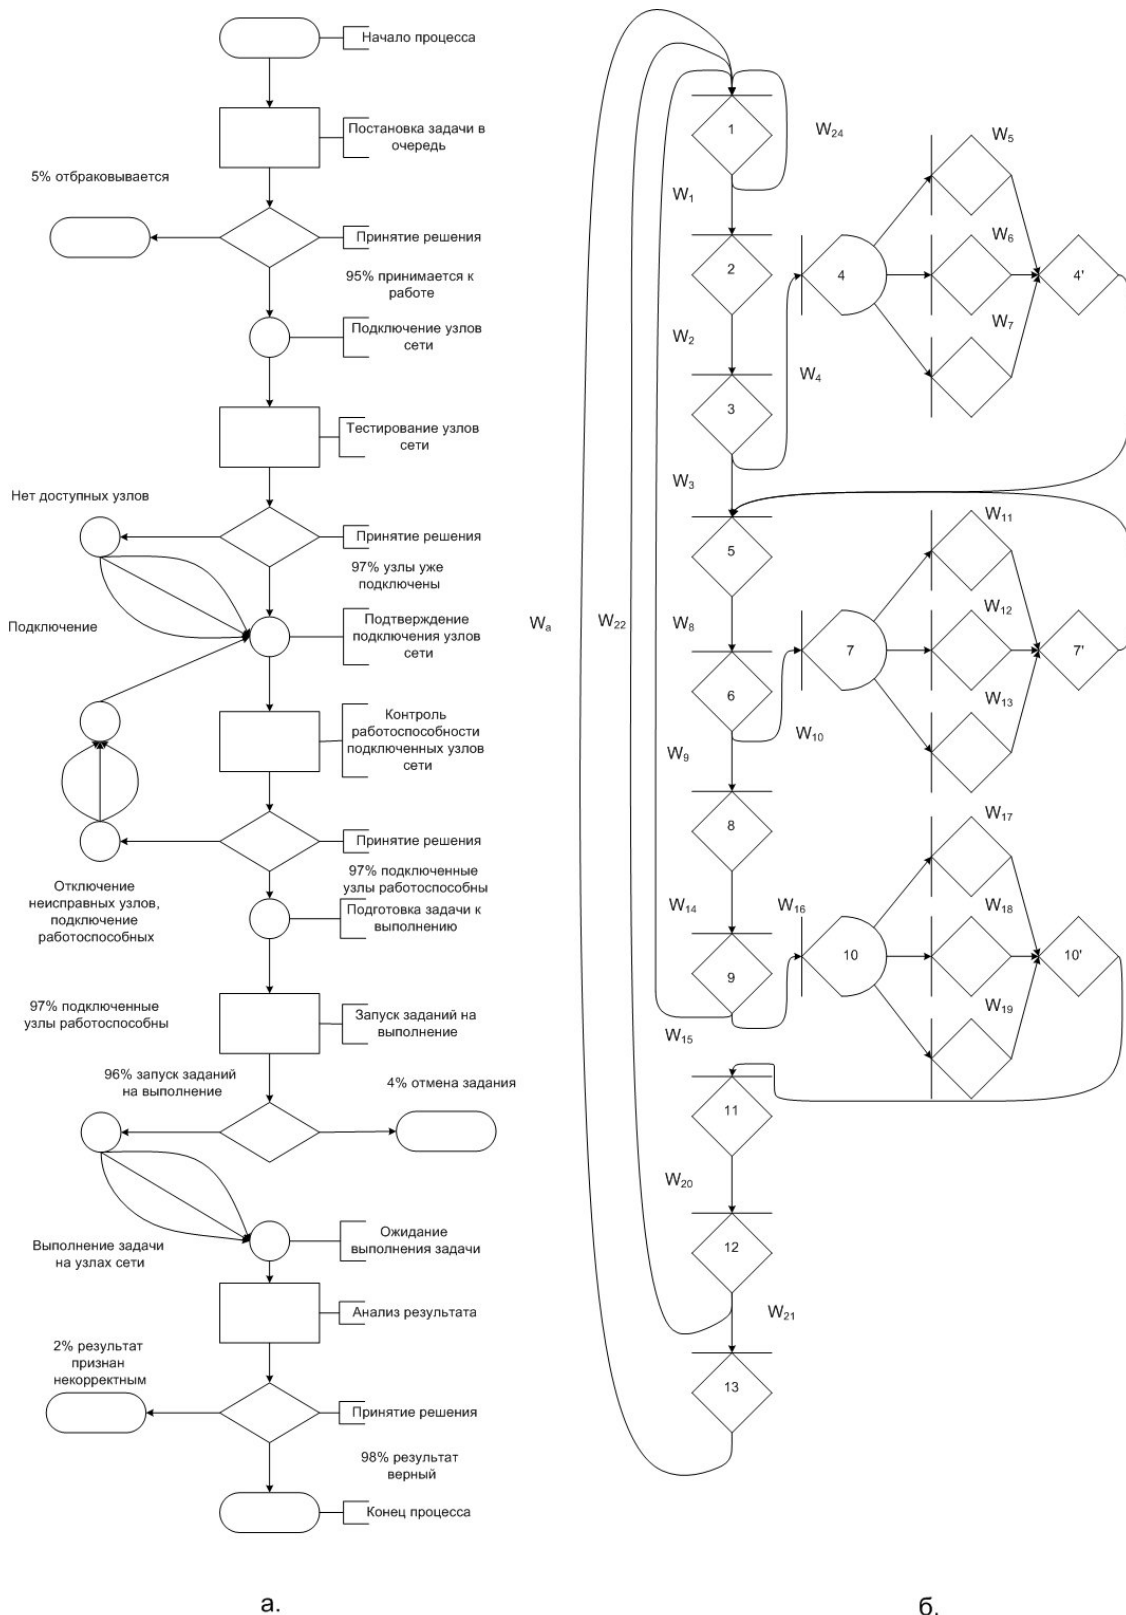 Начало процесса
Постановка задачи в
очередь
5% отбраковывается
Принятие решения
95% принимается к
работе
Подключение узлов
сети
Тестирование узлов
сети
Нет доступных узлов
Принятие решения
97% узлы уже
подключены
Подключение
Подтверждение
подключения узлов
сети
Контроль
работоспособности
подключенных узлов
сети
Принятие решения
97% подключенные
узлы работоспособны
Отключение
неисправных узлов,
подключение
работоспособных
Подготовка задачи к
выполнению
97% подключенные
узлы работоспособны
Запуск заданий на
выполнение
96% запуск заданий
на выполнение
4% отмена задания
Выполнение задачи
на узлах сети
Ожидание
выполнения задачи
Анализ результата
2% результат
признан
некорректным
Принятие решения
98% результат
верный
Конец процесса
а.
1
W24
W1
W5
2
4
W6
4'
W2
W7
W4
3
W3
W11
5
Wa
W22
W8
W12
7
7'
6
W13
W10
W9
8
W17
W14
W16
W18
9
10
10'
W19
W15
11
W20
12
W21
13
б.